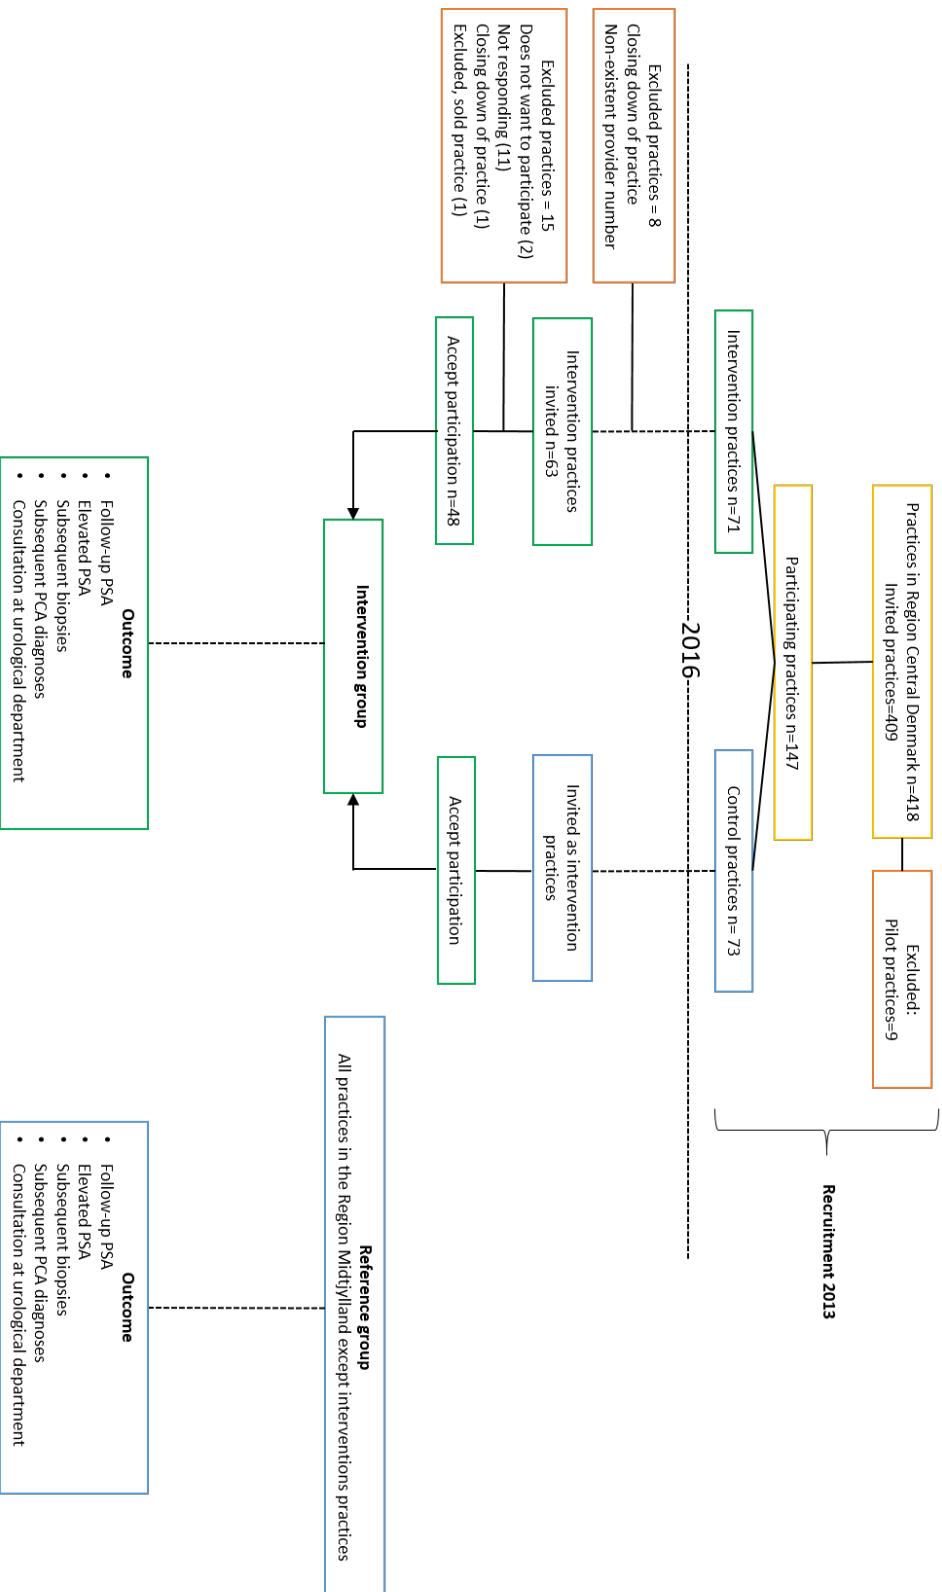 Practices in Region Central Denmark n=418
Invited practices=409
Excluded:
Pilot practices=9
Participating practices n=147
Recruitment 2013
Intervention practices n=71
Control practices n= 73
2016
Excluded practices = 8
Closing down of practice
Non-existent provider number
Intervention practices
invited n=63
Invited as intervention
practices
Excluded practices = 15
Does not want to participate (2)
Not responding (11)
Closing down of practice (1)
Excluded, sold practice (1)
Accept participation n=48
Accept participation
Intervention group
Reference group
All practices in the Region Midtjylland except interventions practices
Outcome
• Follow-up PSA
• Elevated PSA
• Subsequent biopsies
• Subsequent PCA diagnoses
• Consultation at urological department
Outcome
• Follow-up PSA
• Elevated PSA
• Subsequent biopsies
• Subsequent PCA diagnoses
• Consultation at urological department